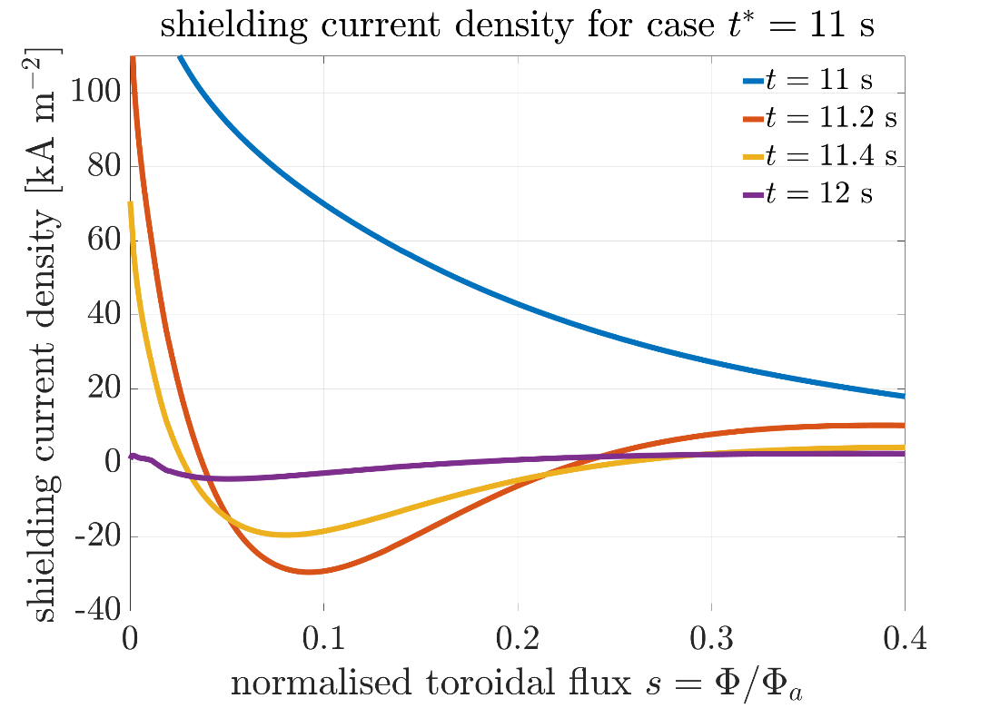 shielding current density for case t* = 11 s
shielding current density [kA m⁻²]
100
80
60
40
20
0
-20
-40
t = 11 s
t = 11.2 s
t = 11.4 s
t = 12 s
0 0.1 0.2 0.3 0.4
normalised toroidal flux s = Φ/Φₐ